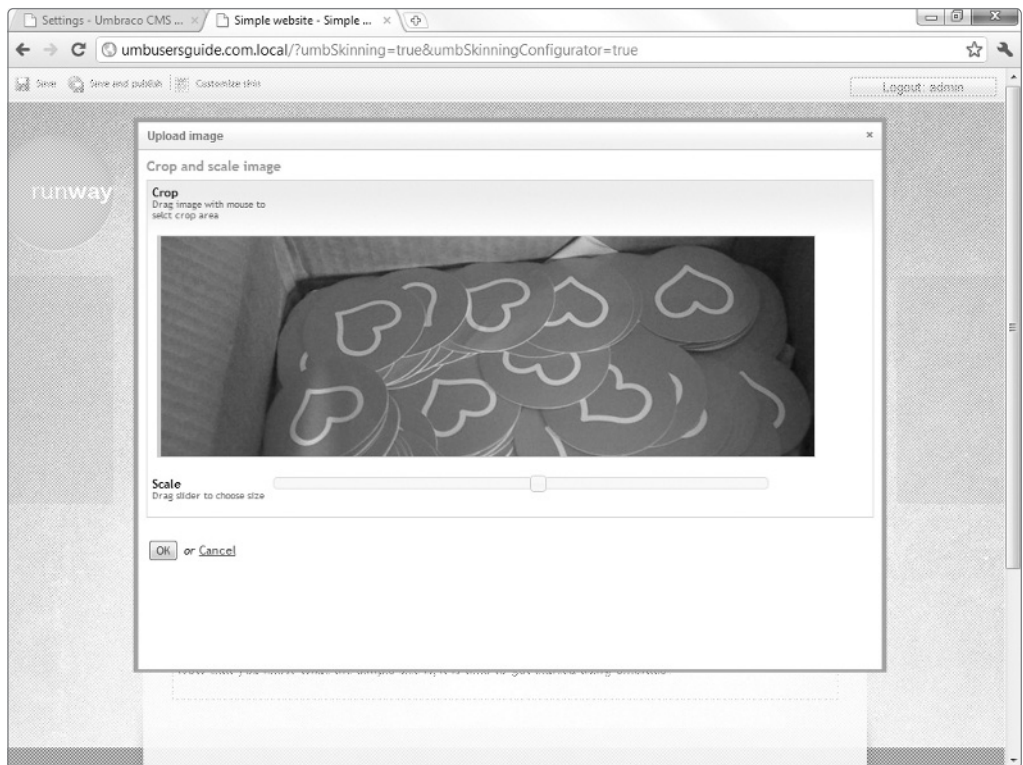 Settings - Umbraco CMS ...
Simple website - Simple ...
umbusersguide.com.local/?umbSkinning=true&umbSkinningConfigurator=true
Save
Save and publish
Customize skin
Logout: admin
runway
Upload image
Crop and scale image
Crop
Drag image with mouse to
selct crop area
Scale
Drag slider to choose size
OK or Cancel